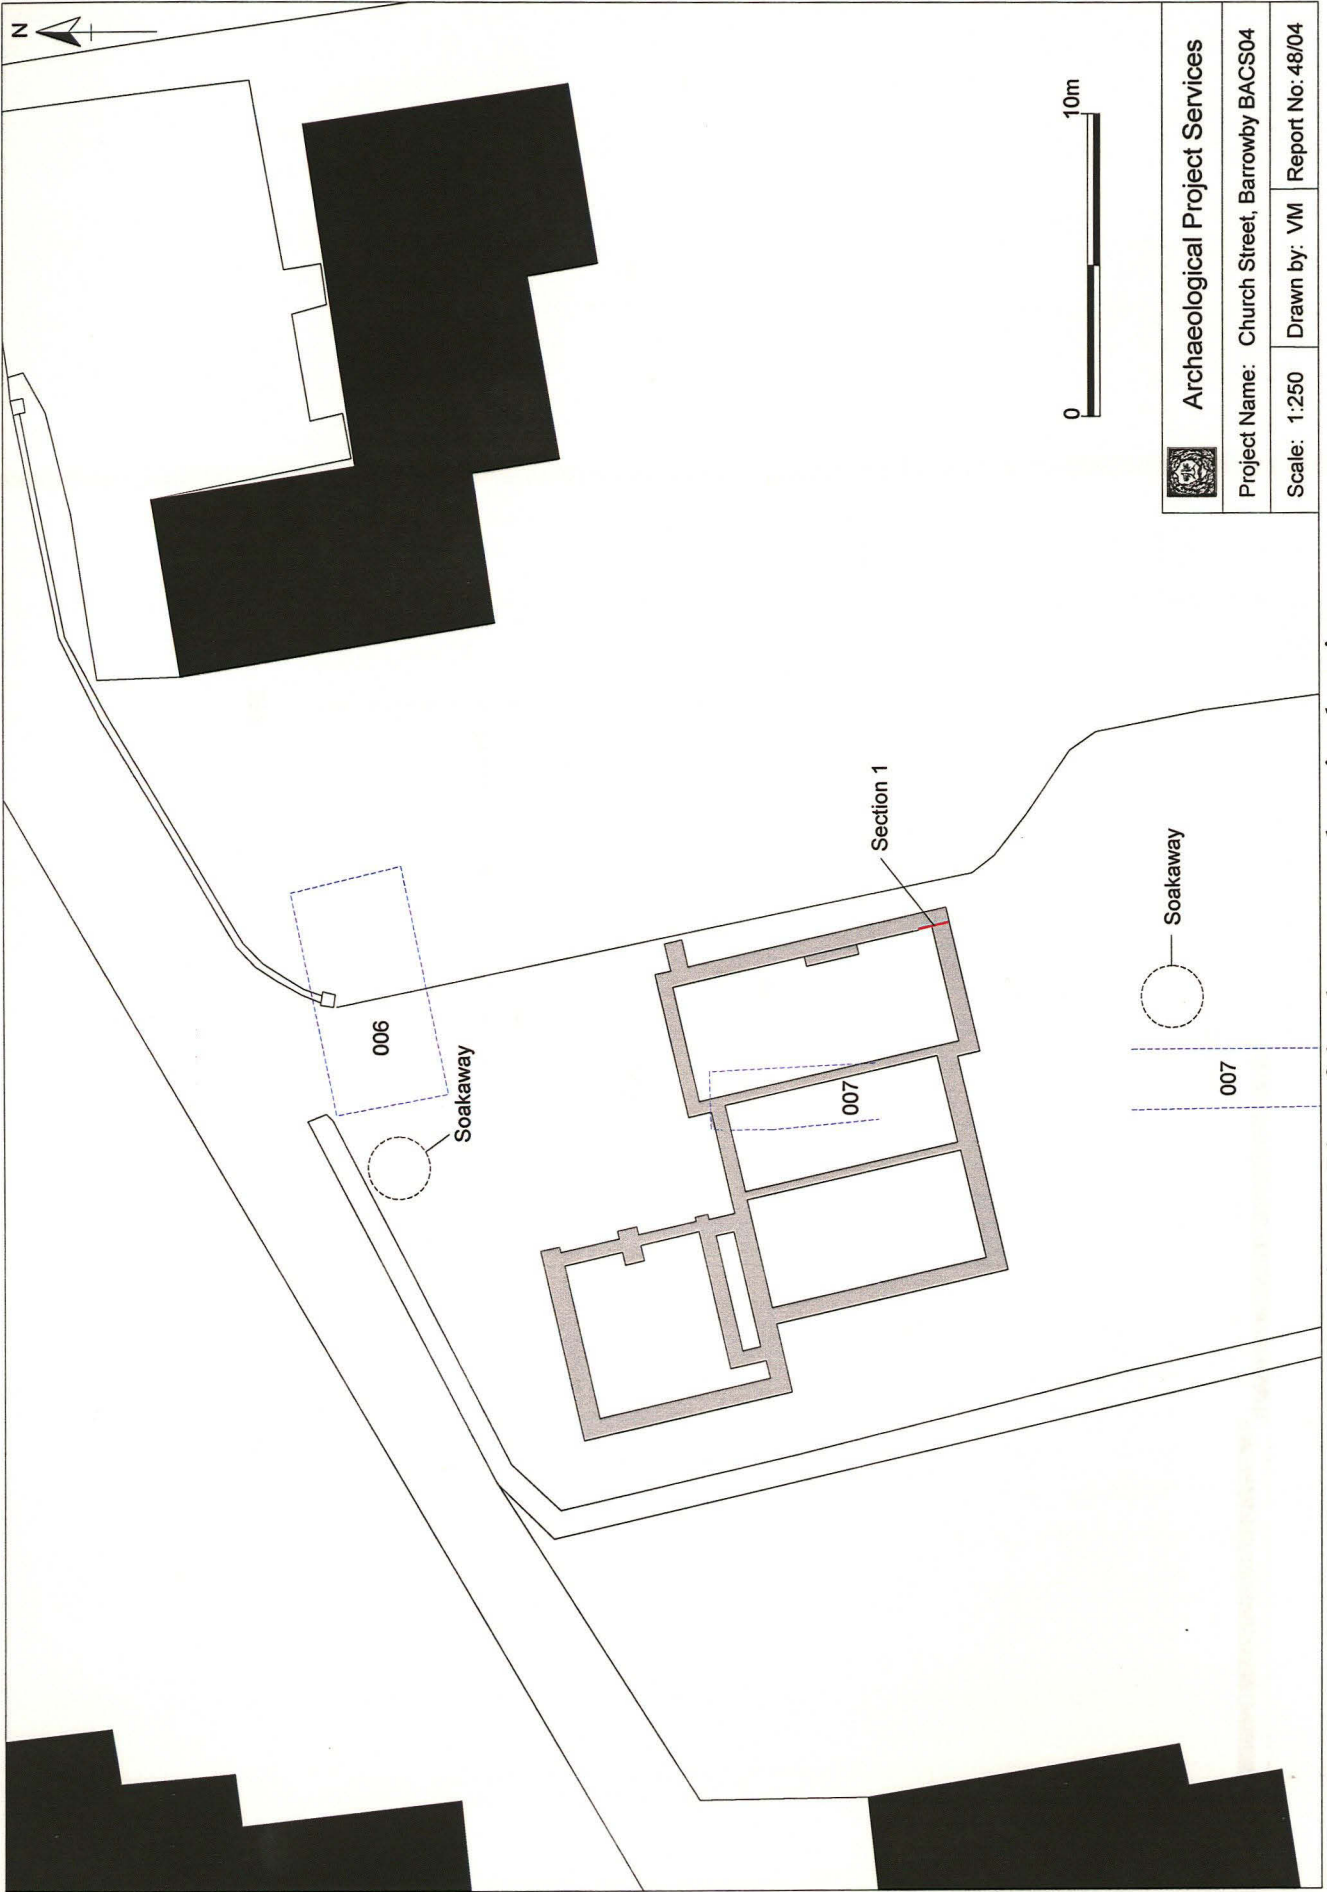 N
006
Soakaway
007
Section 1
Soakaway
007
0
10m
Archaeological Project Services
Project Name: Church Street, Barrowby BACS04
Scale: 1:250
Drawn by: VM
Report No: 48/04